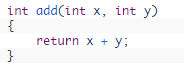 int add(int x, int y)
{
    return x + y;
}